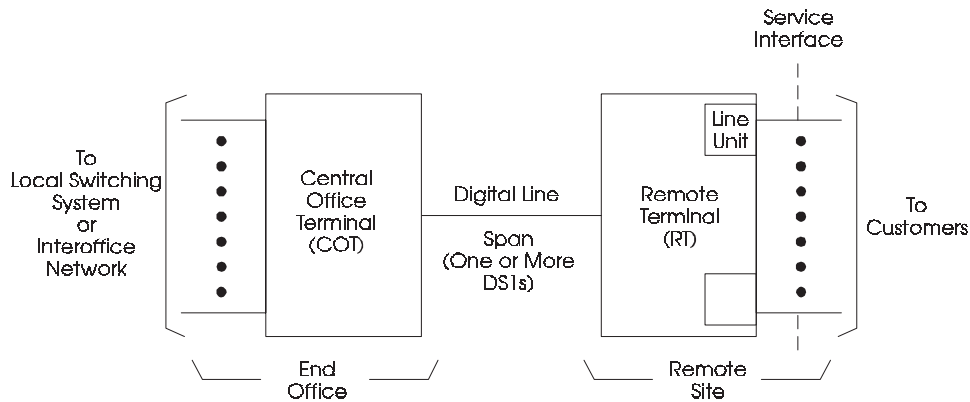 Service
Interface
To
Local Switching
System
or
Interoffice
Network
Central
Office
Terminal
(COT)
Digital Line
Span
(One or More
DS1s)
Line
Unit
Remote
Terminal
(RT)
To
Customers
End
Office
Remote
Site